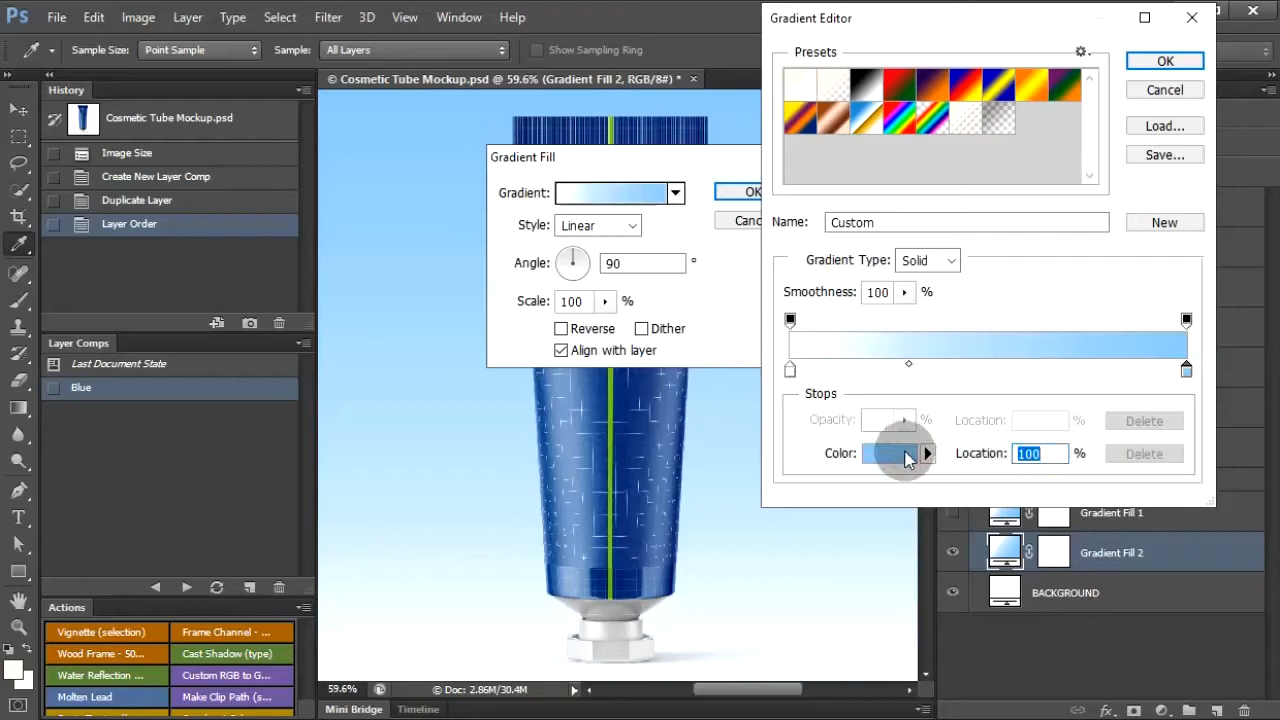 Ps File Edit Image Layer Type Select Filter 3D View Window Help
Sample Size: Point Sample Sample: All Layers Show Sampling Ring
© Cosmetic Tube Mockup.psd @ 59.6% (Gradient Fill 2, RGB/8#) *
History
Cosmetic Tube Mockup.psd
Image Size
Create New Layer Comp
Duplicate Layer
Layer Order
Layer Comps
Last Document State
Blue
Actions
Vignette (selection) Frame Channel - ...
Wood Frame - 50... Cast Shadow (type)
Water Reflection ... Custom RGB to G...
Molten Lead Make Clip Path (s...
Gradient Fill
Gradient: OK
Style: Linear
Angle: 90 °
Scale: 100 %
Reverse Dither
Align with layer
Gradient Editor
Presets
OK
Cancel
Load...
Save...
Name: Custom New
Gradient Type: Solid
Smoothness: 100 %
Stops
Opacity: % Location: % Delete
Color: Location: 100 % Delete
Gradient Fill 1
Gradient Fill 2
BACKGROUND
59.6% © Doc: 2.86M/30.4M
Mini Bridge Timeline